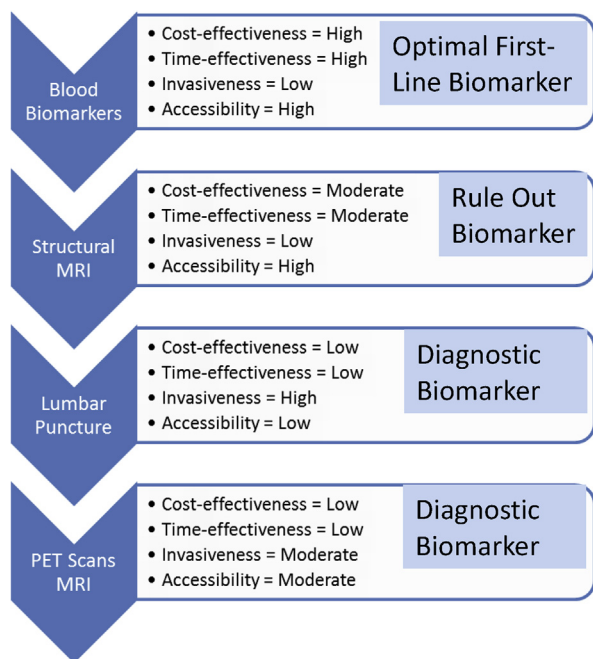 Blood
Biomarkers
• Cost-effectiveness = High
• Time-effectiveness = High
• Invasiveness = Low
• Accessibility = High
Optimal First-
Line Biomarker
Structural
MRI
• Cost-effectiveness = Moderate
• Time-effectiveness = Moderate
• Invasiveness = Low
• Accessibility = High
Rule Out
Biomarker
Lumbar
Puncture
• Cost-effectiveness = Low
• Time-effectiveness = Low
• Invasiveness = High
• Accessibility = Low
Diagnostic
Biomarker
PET Scans
MRI
• Cost-effectiveness = Low
• Time-effectiveness = Low
• Invasiveness = Moderate
• Accessibility = Moderate
Diagnostic
Biomarker